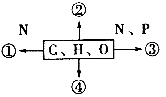 ②
N N、P
① C、H、O ③
④